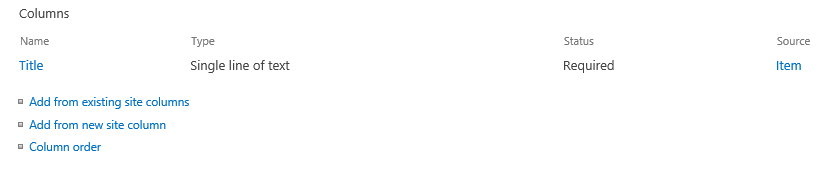 Columns
Name Type Status Source
Title Single line of text Required Item
Add from existing site columns
Add from new site column
Column order